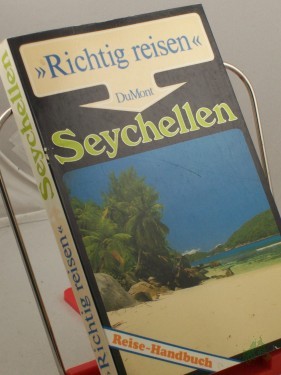 »Richtig reisen«
DuMont
Seychellen
Reise-Handbuch
Seychellen
»Richtig reisen«